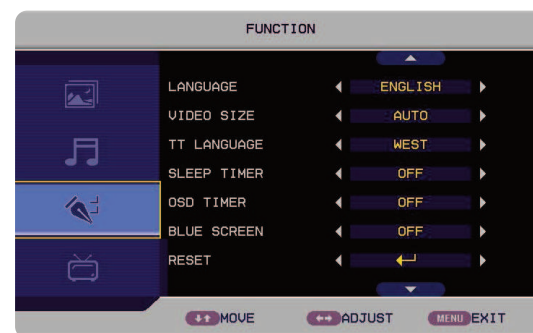 FUNCTION
LANGUAGE ENGLISH
VIDEO SIZE AUTO
TT LANGUAGE WEST
SLEEP TIMER OFF
OSD TIMER OFF
BLUE SCREEN OFF
RESET
MOVE ADJUST MENU EXIT